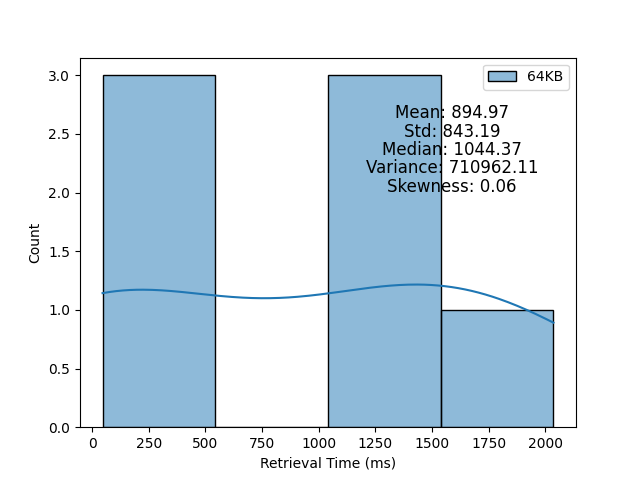 64KB
Mean: 894.97
Std: 843.19
Median: 1044.37
Variance: 710962.11
Skewness: 0.06
Count
3.0
2.5
2.0
1.5
1.0
0.5
0.0
0 250 500 750 1000 1250 1500 1750 2000
Retrieval Time (ms)